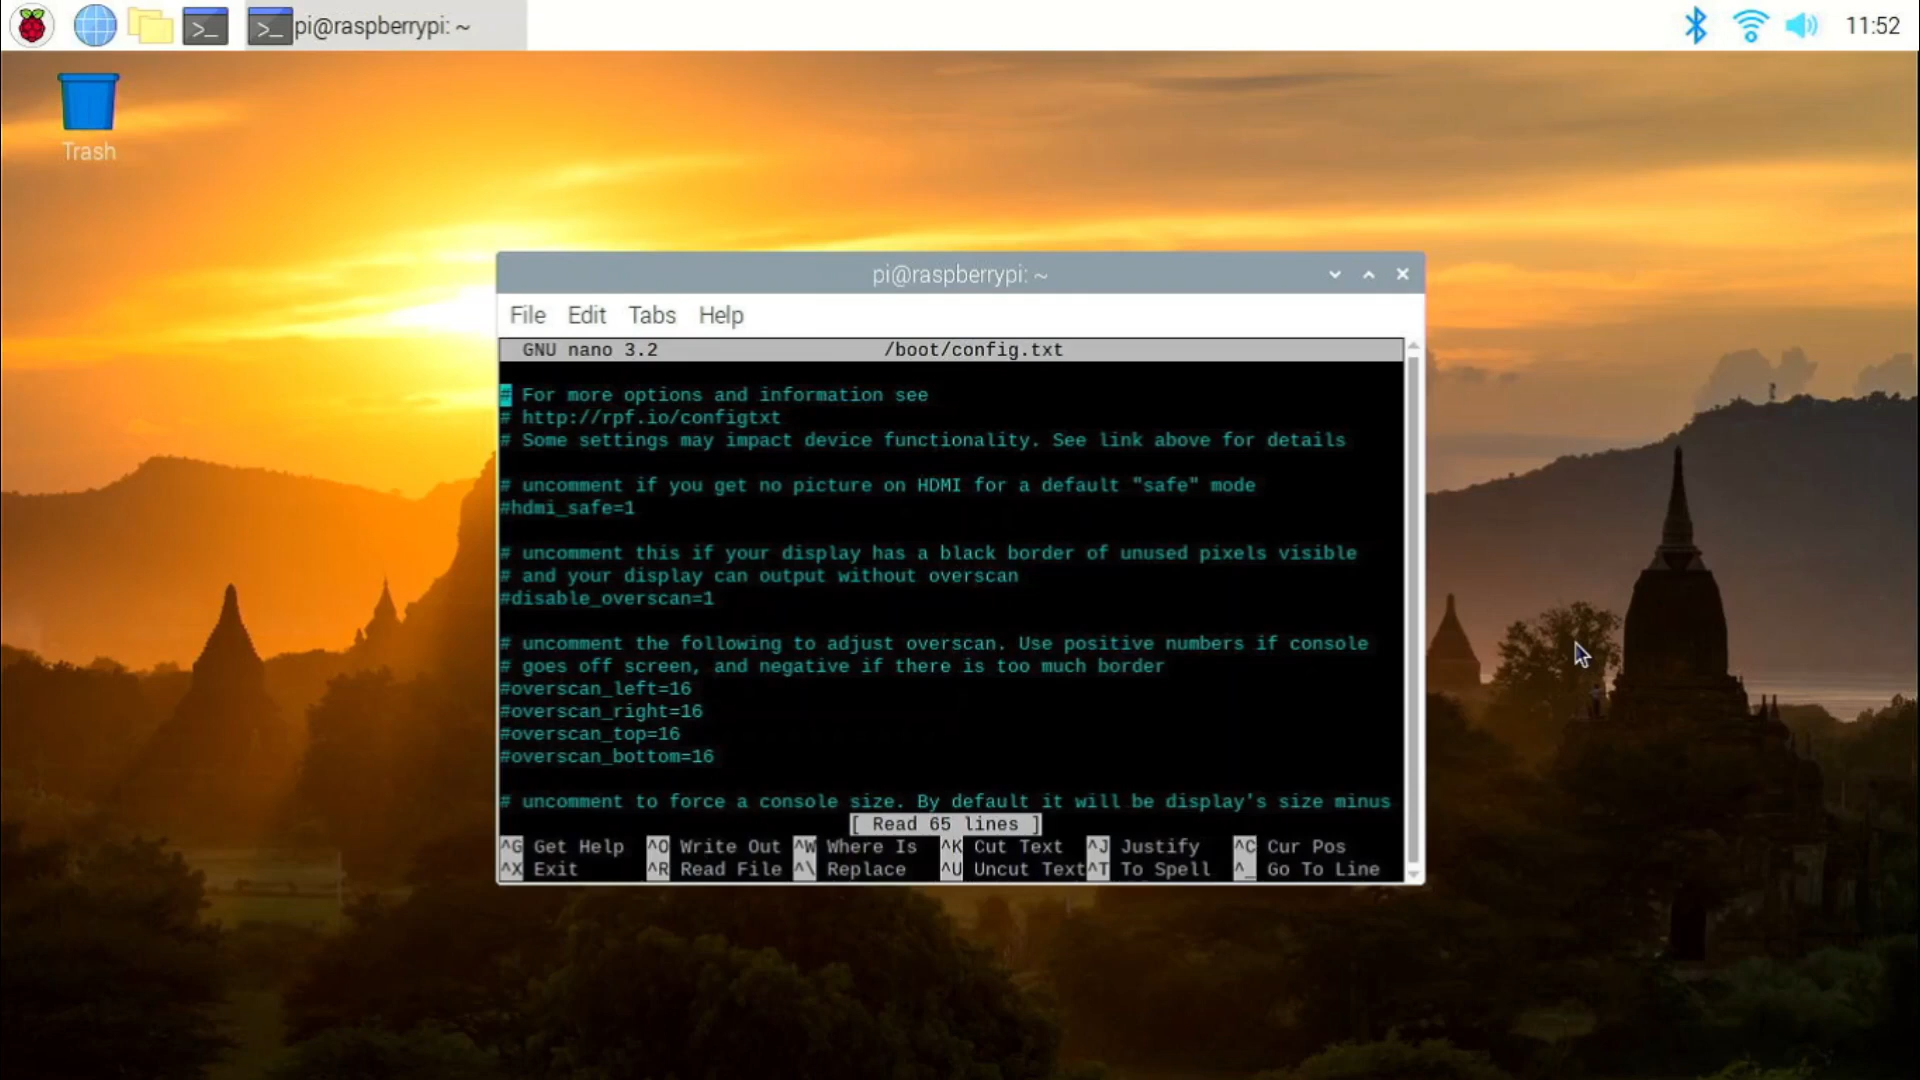 pi@raspberrypi: ~
11:52
Trash
pi@raspberrypi: ~
File Edit Tabs Help
GNU nano 3.2 /boot/config.txt
# For more options and information see
# http://rpf.io/configtxt
# Some settings may impact device functionality. See link above for details
# uncomment if you get no picture on HDMI for a default "safe" mode
#hdmi_safe=1
# uncomment this if your display has a black border of unused pixels visible
# and your display can output without overscan
#disable_overscan=1
# uncomment the following to adjust overscan. Use positive numbers if console
# goes off screen, and negative if there is too much border
#overscan_left=16
#overscan_right=16
#overscan_top=16
#overscan_bottom=16
# uncomment to force a console size. By default it will be display's size minus
[ Read 65 lines ]
^G Get Help ^O Write Out ^W Where Is ^K Cut Text ^J Justify ^C Cur Pos
^X Exit ^R Read File ^\ Replace ^U Uncut Text ^T To Spell ^_ Go To Line